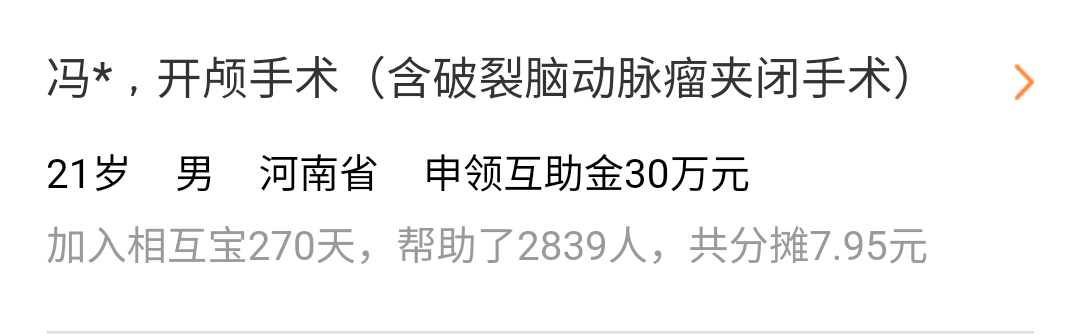 冯*，开颅手术（含破裂脑动脉瘤夹闭手术）
21岁 男 河南省 申领互助金30万元
加入相互宝270天，帮助了2839人，共分摊7.95元